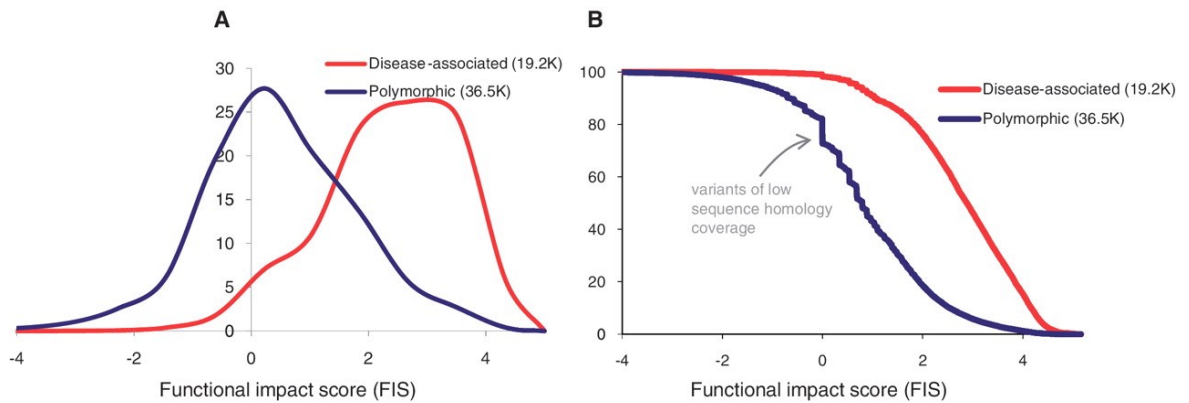 A
Disease-associated (19.2K)
Polymorphic (36.5K)
30
25
20
15
10
5
0
-4 -2 0 2 4
Functional impact score (FIS)
B
Disease-associated (19.2K)
Polymorphic (36.5K)
100
80
60
40
20
0
variants of low
sequence homology
coverage
-4 -2 0 2 4
Functional impact score (FIS)